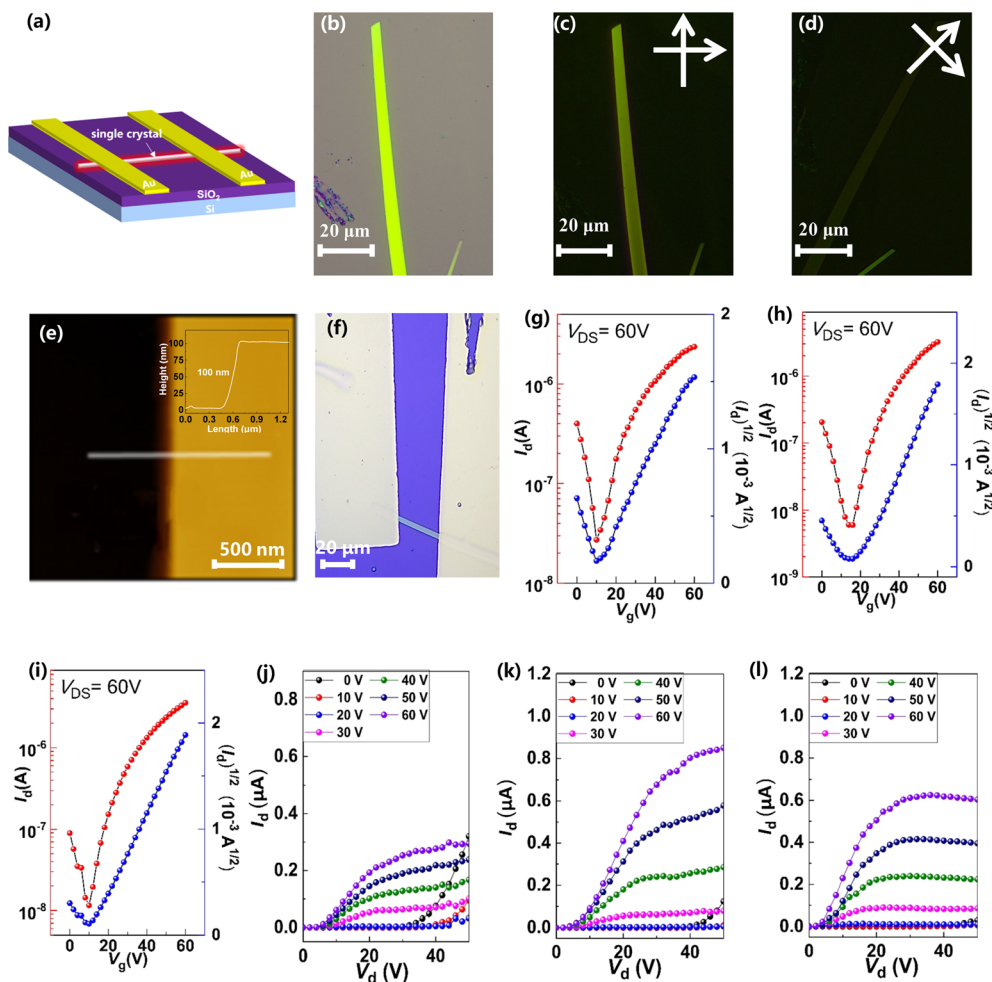 (a)
single crystal
Au
Au
SiO2
Si
(b)
20 μm
(c)
20 μm
(d)
20 μm
(e)
Height (nm)
100
75
50
25
0
100 nm
0.0 0.3 0.6 0.9 1.2
Length (μm)
500 nm
(f)
20 μm
(g)
VDS= 60V
Id(A)
10-6
10-7
10-8
2
1
0
(Id)1/2 (10-3 A1/2)
0 20 40 60
Vg(V)
(h)
VDS= 60V
Id(A)
10-5
10-6
10-7
10-8
10-9
2
1
0
(Id)1/2 (10-3 A1/2)
0 20 40 60
Vg(V)
(i)
VDS= 60V
Id(A)
10-6
10-7
10-8
2
1
0
(Id)1/2 (10-3 A1/2)
0 20 40 60
Vg(V)
(j)
0 V 40 V
10 V 50 V
20 V 60 V
30 V
Id (μA)
0.9
0.6
0.3
0.0
0 20 40
Vd (V)
(k)
0 V 40 V
10 V 50 V
20 V 60 V
30 V
Id (μA)
1.2
1.0
0.8
0.6
0.4
0.2
0.0
0 20 40
Vd (V)
(l)
0 V 40 V
10 V 50 V
20 V 60 V
30 V
Id (μA)
1.2
1.0
0.8
0.6
0.4
0.2
0.0
0 20 40
Vd (V)